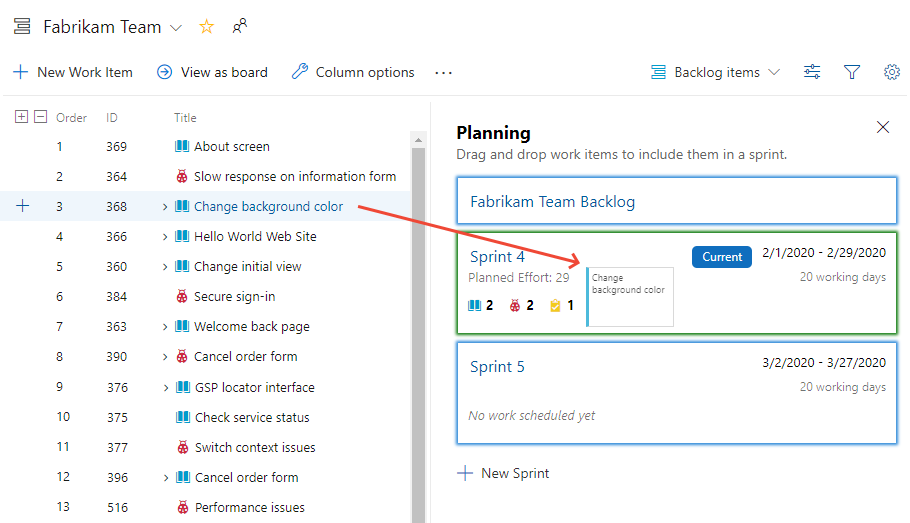 Fabrikam Team
New Work Item View as board Column options ... Backlog items
Order ID Title
1 369 About screen
2 364 Slow response on information form
3 368 Change background color
4 366 Hello World Web Site
5 360 Change initial view
6 384 Secure sign-in
7 363 Welcome back page
8 390 Cancel order form
9 376 GSP locator interface
10 375 Check service status
11 377 Switch context issues
12 396 Cancel order form
13 516 Performance issues
Planning
Drag and drop work items to include them in a sprint.
Fabrikam Team Backlog
Sprint 4 Current 2/1/2020 - 2/29/2020
Planned Effort: 29 20 working days
2 2 1
Change
background color
Sprint 5 3/2/2020 - 3/27/2020
20 working days
No work scheduled yet
New Sprint